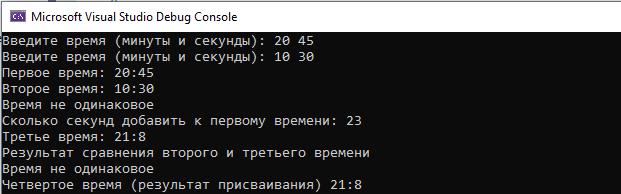 Microsoft Visual Studio Debug Console
Введите время (минуты и секунды): 20 45
Введите время (минуты и секунды): 10 30
Первое время: 20:45
Второе время: 10:30
Время не одинаковое
Сколько секунд добавить к первому времени: 23
Третье время: 21:8
Результат сравнения второго и третьего времени
Время не одинаковое
Четвертое время (результат присваивания) 21:8